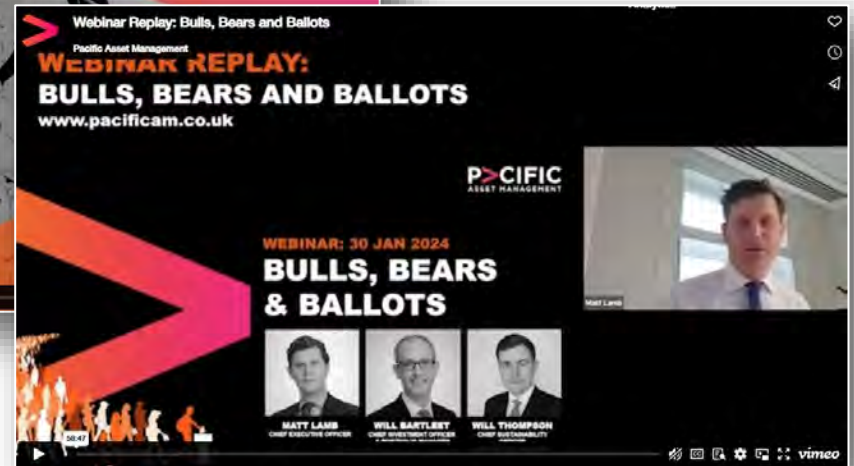 Webinar Replay: Bulls, Bears and Ballots
Pacific Asset Management
WEBINAR REPLAY:
BULLS, BEARS AND BALLOTS
www.pacificam.co.uk
PACIFIC
ASSET MANAGEMENT
WEBINAR: 30 JAN 2024
BULLS, BEARS
& BALLOTS
Matt Lamb
MATT LAMB
CHIEF EXECUTIVE OFFICER
WILL BARTLEET
CHIEF INVESTMENT OFFICER
WILL THOMPSON
CHIEF SUSTAINABILITY
58:47
vimeo